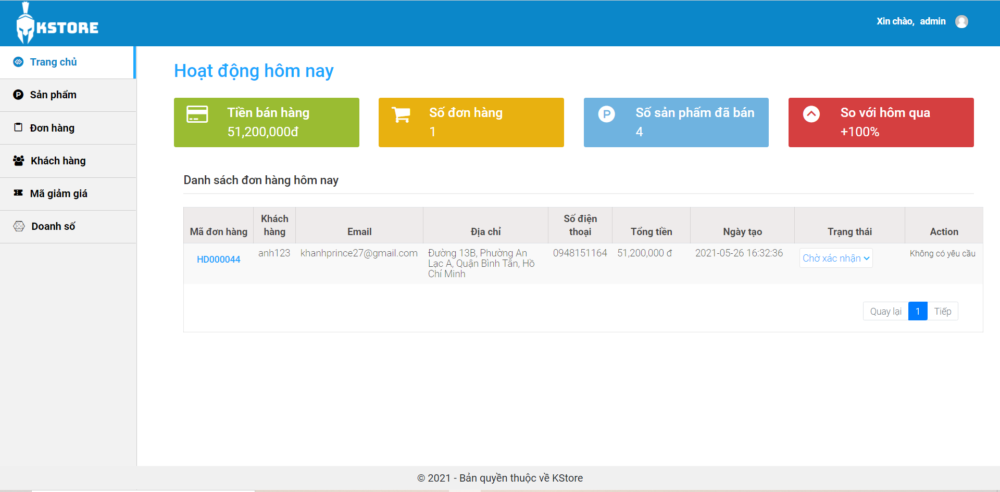 KSTORE
Xin chào, admin
Trang chủ
Sản phẩm
Đơn hàng
Khách hàng
Mã giảm giá
Doanh số
Hoạt động hôm nay
Tiền bán hàng
51,200,000đ
Số đơn hàng
1
Số sản phẩm đã bán
4
So với hôm qua
+100%
Danh sách đơn hàng hôm nay
Mã đơn hàng
Khách
hàng
Email
Địa chỉ
Số điện
thoại
Tổng tiền
Ngày tạo
Trạng thái
Action
HD000044
anh123
khanhprince27@gmail.com
Đường 13B, Phường An
Lạc A, Quận Bình Tân, Hồ
Chí Minh
0948151164
51,200,000 đ
2021-05-26 16:32:36
Chờ xác nhận
Không có yêu cầu
Quay lại
1
Tiếp
© 2021 - Bản quyền thuộc về KStore